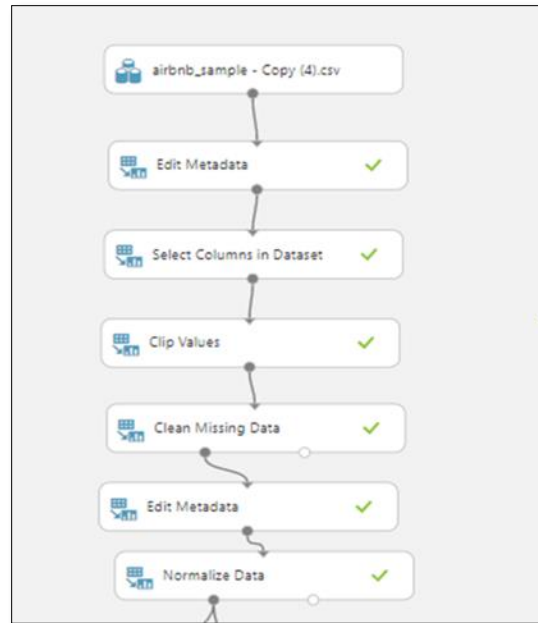 airbnb_sample - Copy (4).csv
Edit Metadata
Select Columns in Dataset
Clip Values
Clean Missing Data
Edit Metadata
Normalize Data